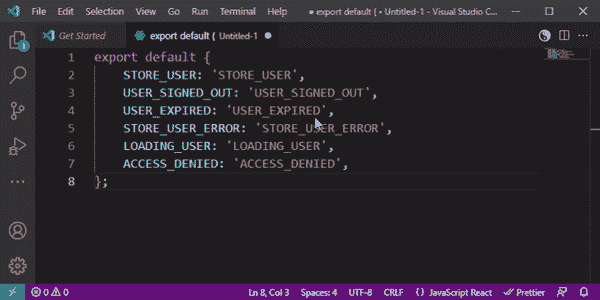 File Edit Selection View Go Run Terminal Help ● export default { • Untitled-1 - Visual Studio C...
Get Started
export default { Untitled-1 ●
1 export default {
2 STORE_USER: 'STORE_USER',
3 USER_SIGNED_OUT: 'USER_SIGNED_OUT',
4 USER_EXPIRED: 'USER_EXPIRED',
5 STORE_USER_ERROR: 'STORE_USER_ERROR',
6 LOADING_USER: 'LOADING_USER',
7 ACCESS_DENIED: 'ACCESS_DENIED',
8 };
1
0 0 Ln 8, Col 3 Spaces: 4 UTF-8 CRLF {} JavaScript React ✓ Prettier